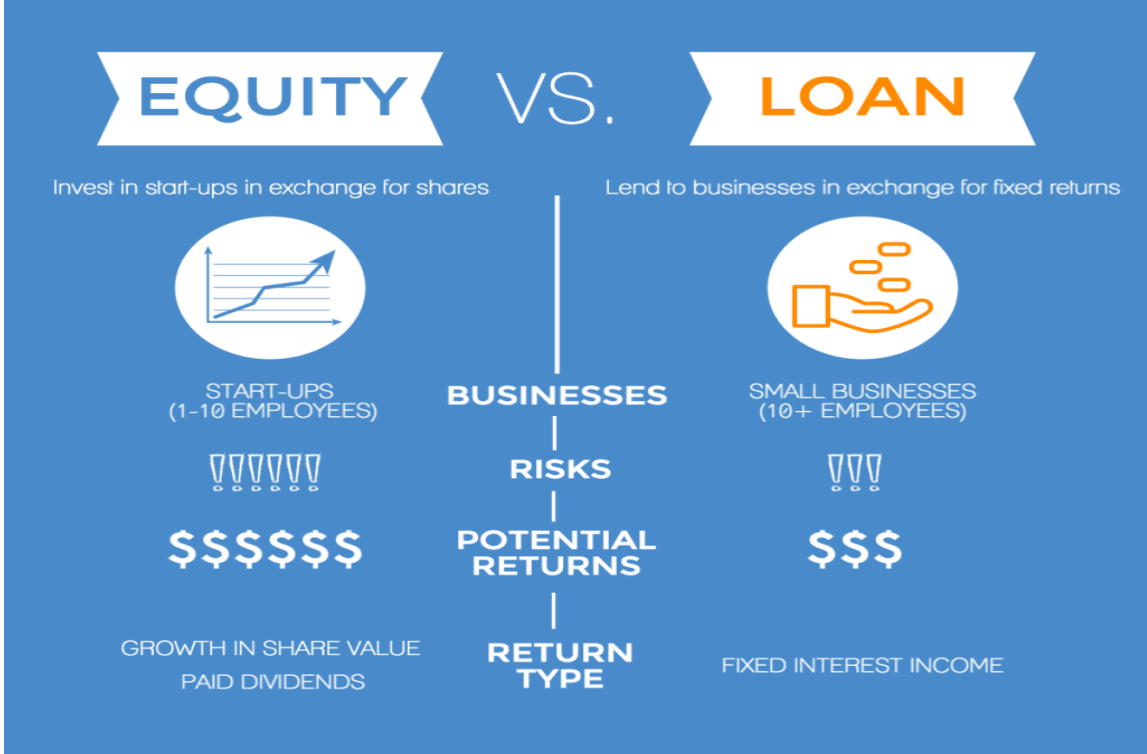 EQUITY VS. LOAN
Invest in start-ups in exchange for shares
Lend to businesses in exchange for fixed returns
START-UPS
(1-10 EMPLOYEES)
BUSINESSES
SMALL BUSINESSES
(10+ EMPLOYEES)
!!!!!!
RISKS
!!!
$$$$$$
POTENTIAL
RETURNS
$$$
GROWTH IN SHARE VALUE
PAID DIVIDENDS
RETURN
TYPE
FIXED INTEREST INCOME